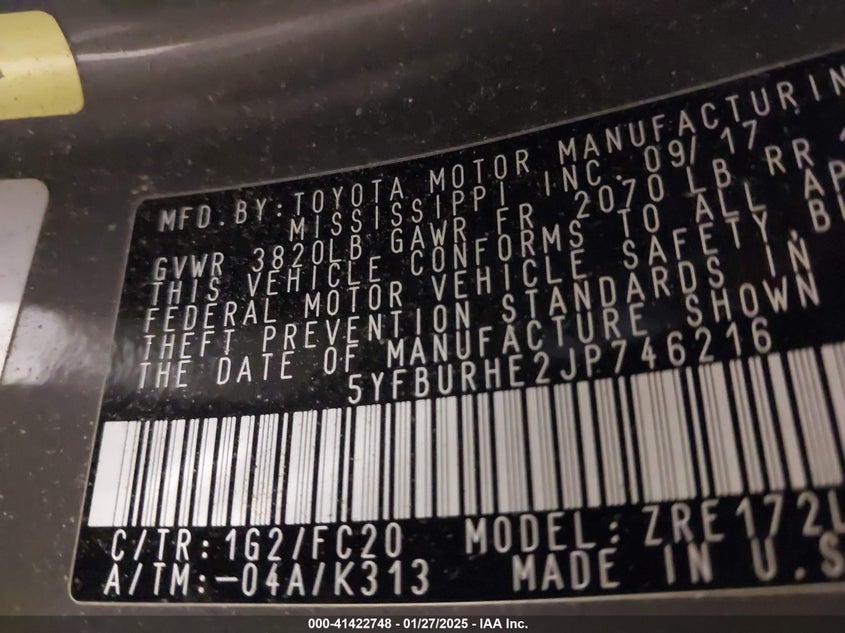 MFD.BY: TOYOTA MOTOR MANUFACTURIN
MISSISSIPPI INC. 09/17
GVWR 3820LB GAWR FR 2070LB RR 1
THIS VEHICLE CONFORMS TO ALL AP
FEDERAL MOTOR VEHICLE SAFETY, B
THEFT PREVENTION STANDARDS IN
THE DATE OF MANUFACTURE SHOWN
5YFBURHE2JP746216
C/TR: 1G2/FC20 MODEL: ZRE172L
A/TM: -04A/K313 MADE IN U.S
000-41422748 - 01/27/2025 - IAA Inc.